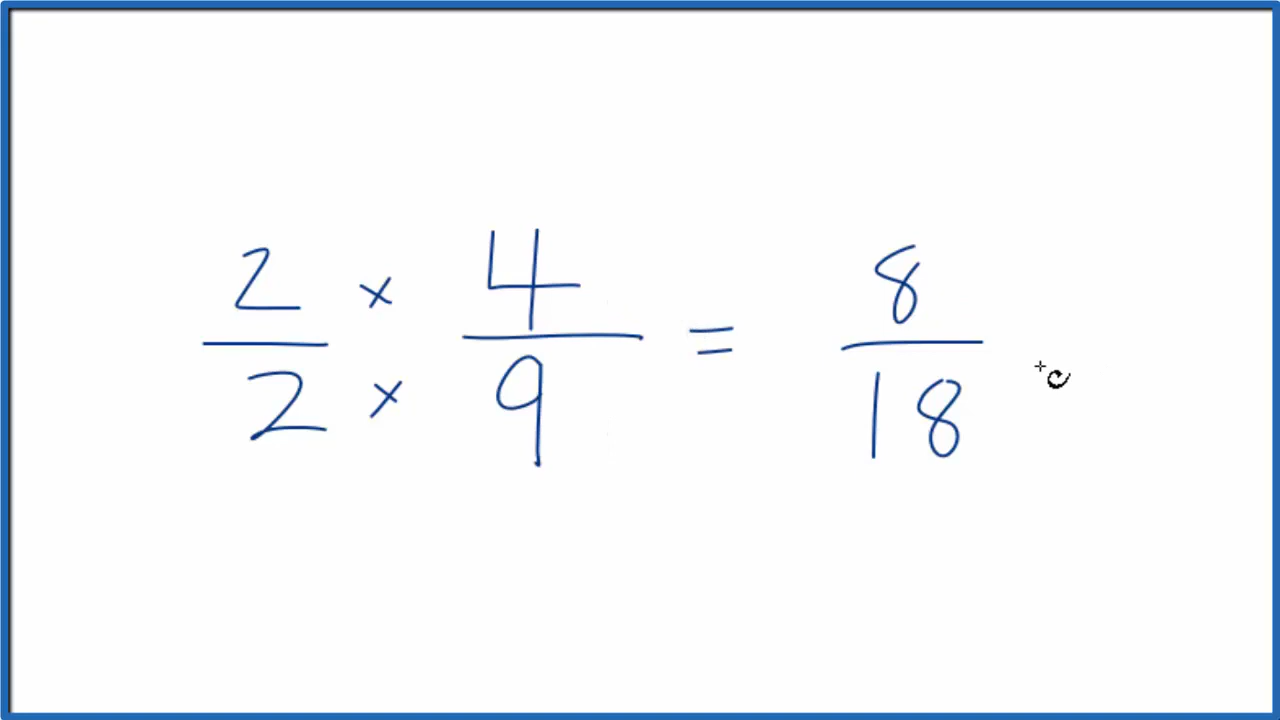 2 × 4 = 8
2 × 9 18